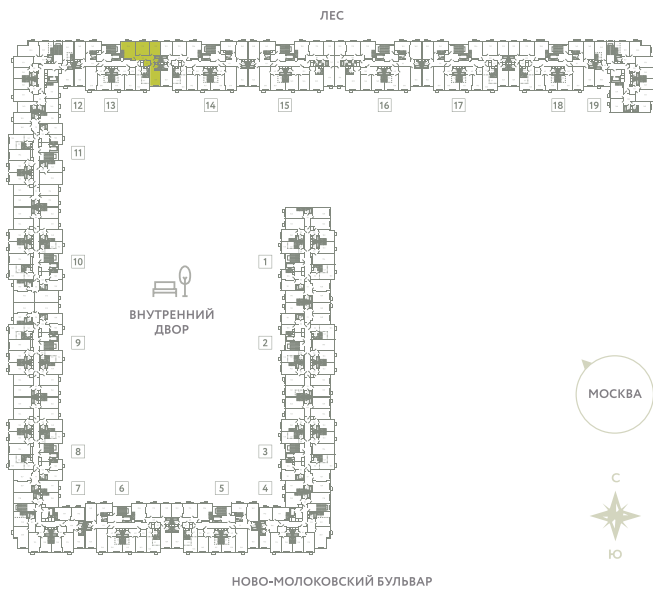 ЛЕС
12 13 14 15 16 17 18 19
11
10 1
ВНУТРЕННИЙ
ДВОР
9 2
МОСКВА
8 3
7 6 5 4
С
Ю
НОВО-МОЛОКОВСКИЙ БУЛЬВАР